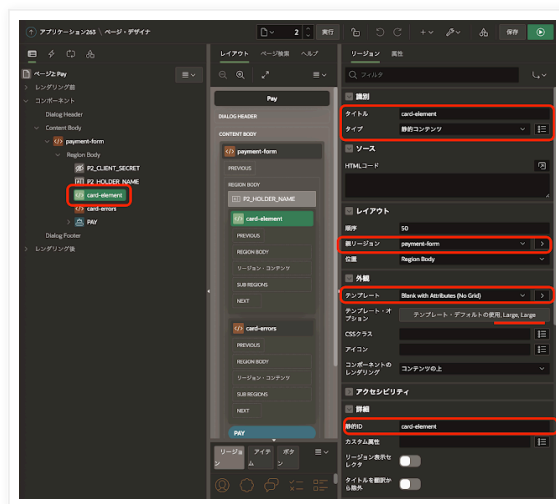 アプリケーション263 \ ページ・デザイナ
2
実行
保存
ページ2: Pay
レンダリング前
コンポーネント
Dialog Header
Content Body
payment-form
Region Body
P2_CLIENT_SECRET
P2_HOLDER_NAME
card-element
card-errors
PAY
Dialog Footer
レンダリング後
レイアウト ページ検索 ヘルプ
Pay
DIALOG HEADER
CONTENT BODY
payment-form
PREVIOUS
REGION BODY
P2_HOLDER_NAME
card-element
PREVIOUS
REGION BODY
リージョン・コンテンツ
SUB REGIONS
NEXT
card-errors
PREVIOUS
REGION BODY
リージョン・コンテンツ
SUB REGIONS
NEXT
PAY
リージョン
アイテム
ボタン
リージョン 属性
フィルタ
識別
タイトル card-element
タイプ 静的コンテンツ
ソース
HTMLコード
レイアウト
順序 50
親リージョン payment-form
位置 Region Body
外観
テンプレート Blank with Attributes (No Grid)
テンプレート・オプション テンプレート・デフォルトの使用, Large, Large
CSSクラス
アイコン
コンポーネントのレンダリング コンテンツの上
アクセシビリティ
詳細
静的ID card-element
カスタム属性
リージョン表示セレクタ
タイトルを翻訳から除外